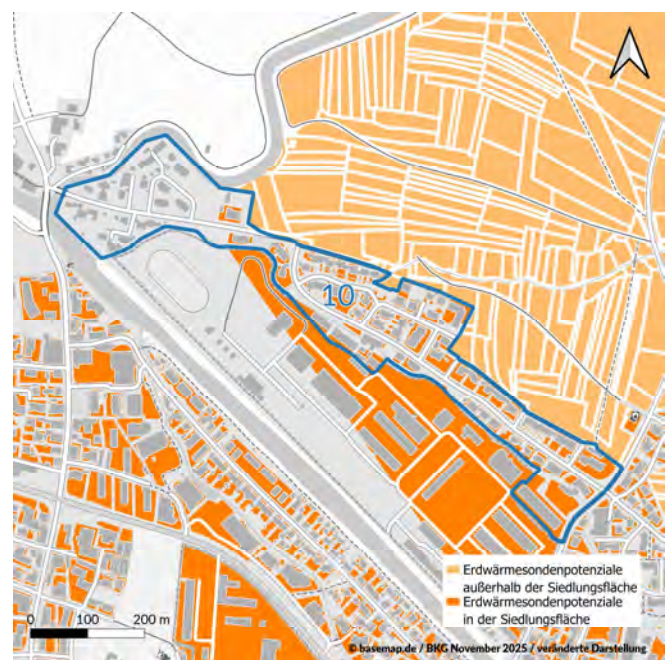 10
Erdwärmesondenpotenziale
außerhalb der Siedlungsfläche
Erdwärmesondenpotenziale
in der Siedlungsfläche
0 100 200 m
© basemap.de / BKG November 2025 / veränderte Darstellung